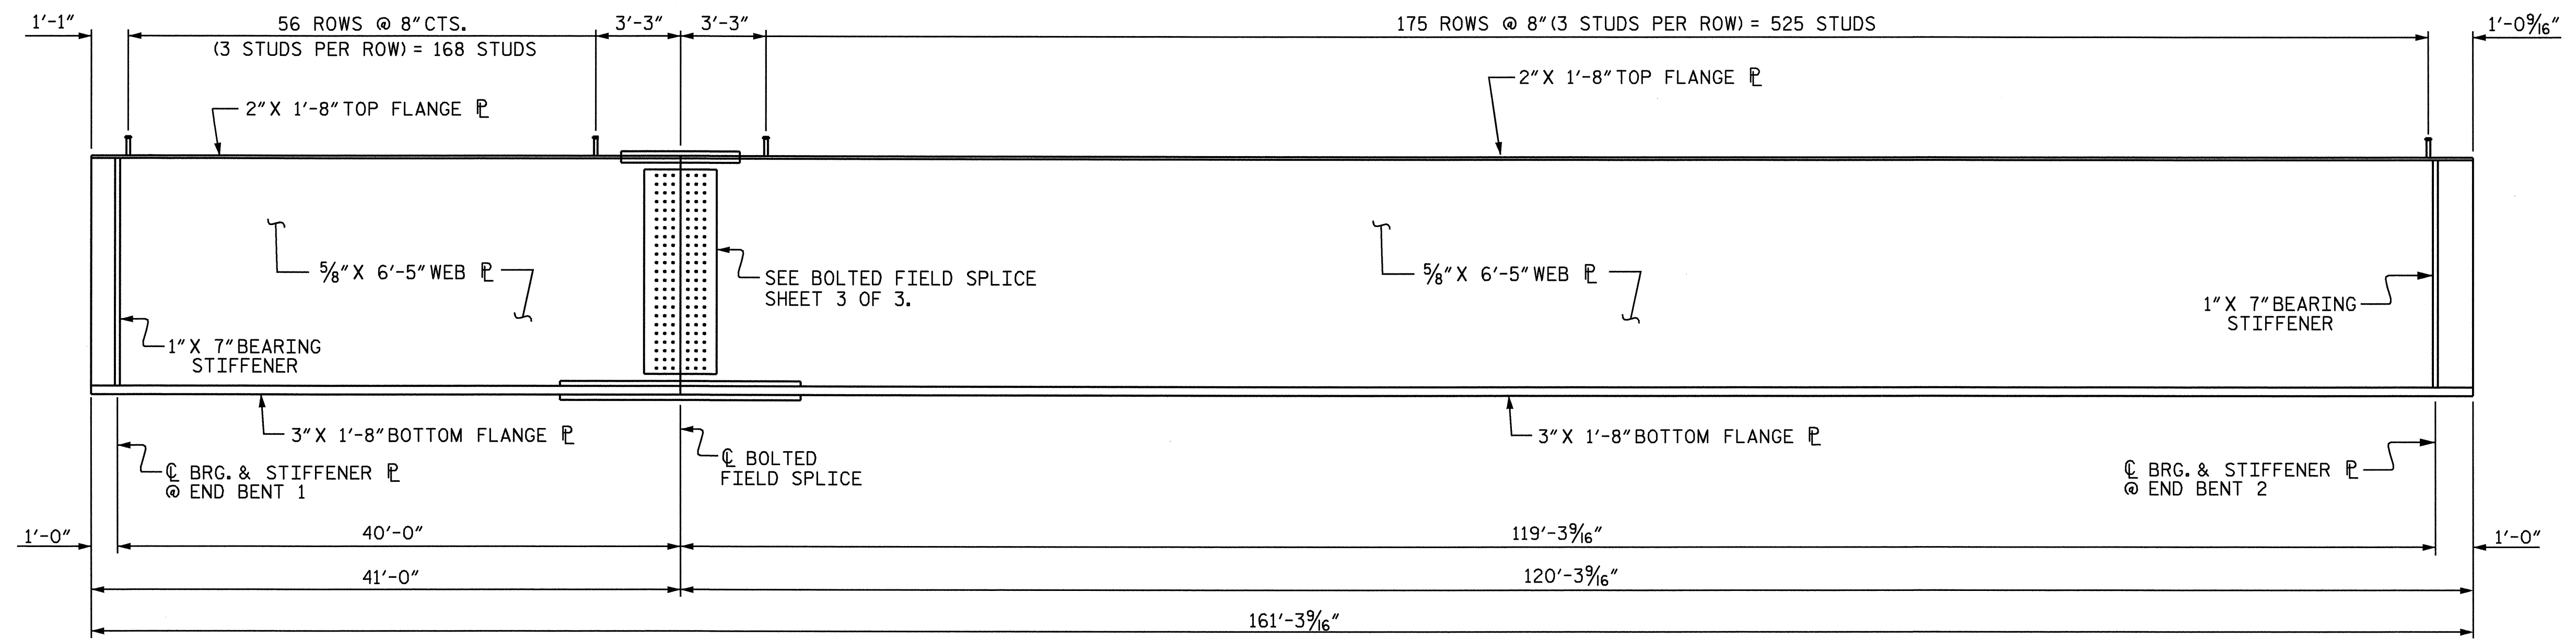 1'-1"
56 ROWS @ 8" CTS.
(3 STUDS PER ROW) = 168 STUDS
3'-3"
3'-3"
175 ROWS @ 8" (3 STUDS PER ROW) = 525 STUDS
1'-0 9/16"
2" X 1'-8" TOP FLANGE ⅊
2" X 1'-8" TOP FLANGE ⅊
5/8" X 6'-5" WEB ⅊
SEE BOLTED FIELD SPLICE
SHEET 3 OF 3.
5/8" X 6'-5" WEB ⅊
1" X 7" BEARING
STIFFENER
1" X 7" BEARING
STIFFENER
3" X 1'-8" BOTTOM FLANGE ⅊
3" X 1'-8" BOTTOM FLANGE ⅊
℄ BRG. & STIFFENER ⅊
@ END BENT 1
℄ BOLTED
FIELD SPLICE
℄ BRG. & STIFFENER ⅊
@ END BENT 2
1'-0"
40'-0"
119'-3 9/16"
1'-0"
41'-0"
120'-3 9/16"
161'-3 9/16"